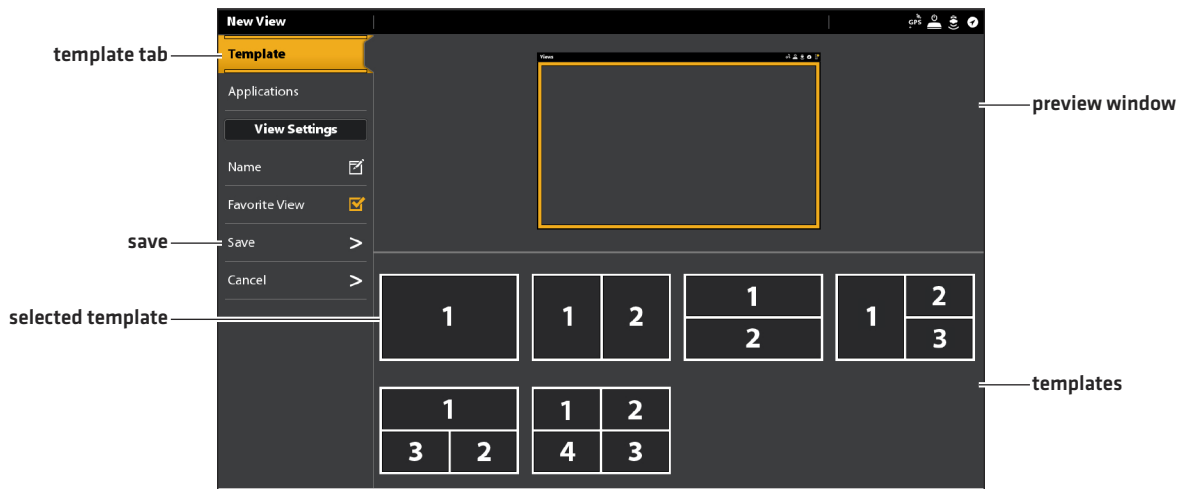 New View
GPS
template tab
Template
Views
Applications
preview window
View Settings
Name
Favorite View
save
Save >
Cancel >
selected template
1
1 2
1
2
1
2
3
templates
1
3 2
1 2
4 3